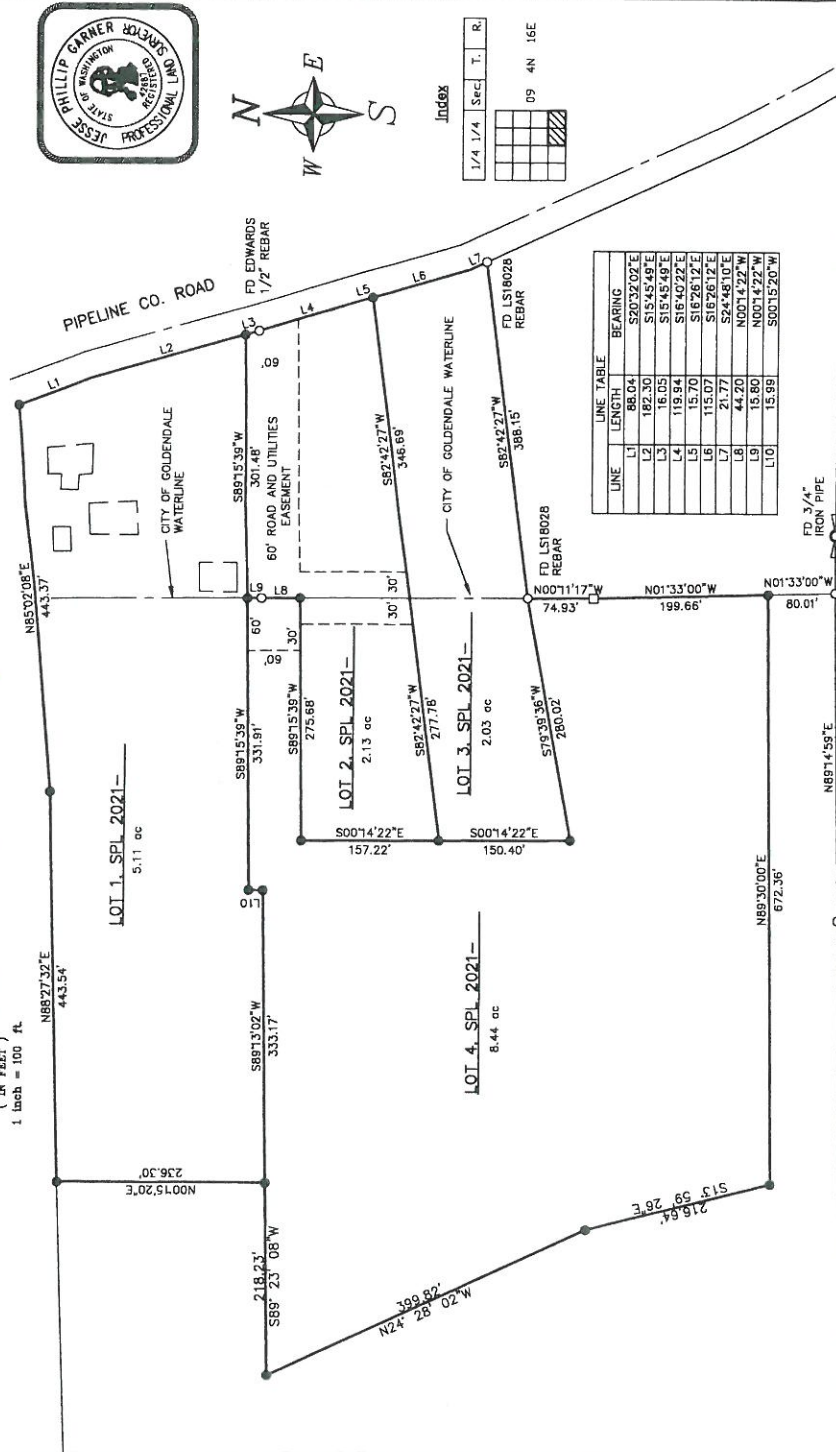 ( IN FEET )
1 inch = 100 ft.
JESSE PHILLIP GARNER
STATE OF WASHINGTON
REGISTERED
PROFESSIONAL LAND SURVEYOR
N
W
E
S
Index
1/4 1/4 Sec. T. R.
09 4N 16E
PIPELINE CO. ROAD
L1
L2
L3
FD EDWARDS
1/2" REBAR
L4
L5
L6
L7
FD LS18028
REBAR
N88°27'32"E
443.54'
N85°02'08"E
443.37'
CITY OF GOLDENDALE
WATERLINE
LOT 1, SPL 2021-
5.11 ac
N00°15'20"E
236.30'
218.23'
S89° 23' 08"W
S89°13'02"W
333.17'
L10
S89°15'39"W
331.91'
L9
L8
S89°15'39"W
301.48'
60'
60' ROAD AND UTILITIES
EASEMENT
60'
60'
30'
S89°15'39"W
275.68'
LOT 2, SPL 2021-
2.13 ac
30'
30'
S82°42'27"W
346.69'
S82°42'27"W
277.78'
S00°14'22"E
157.22'
CITY OF GOLDENDALE WATERLINE
LOT 3, SPL 2021-
2.03 ac
S00°14'22"E
150.40'
S82°42'27"W
388.15'
S79°39'36"W
280.02'
FD LS18028
REBAR
N00°11'17"W
74.93'
N01°33'00"W
199.66'
N01°33'00"W
80.01'
LOT 4, SPL 2021-
8.44 ac
399.82'
N24° 28' 02"W
S13° 59' 26"E
216.64'
N89°30'00"E
672.36'
N89°14'59"E
FD 3/4"
IRON PIPE
LINE TABLE
LINE LENGTH BEARING
L1 88.04 S20°32'02"E
L2 182.30 S15°45'49"E
L3 16.05 S15°45'49"E
L4 119.94 S16°40'22"E
L5 15.70 S16°26'12"E
L6 115.07 S16°26'12"E
L7 21.77 S24°48'10"E
L8 44.20 N00°14'22"W
L9 15.80 N00°14'22"W
L10 15.99 S00°15'20"W